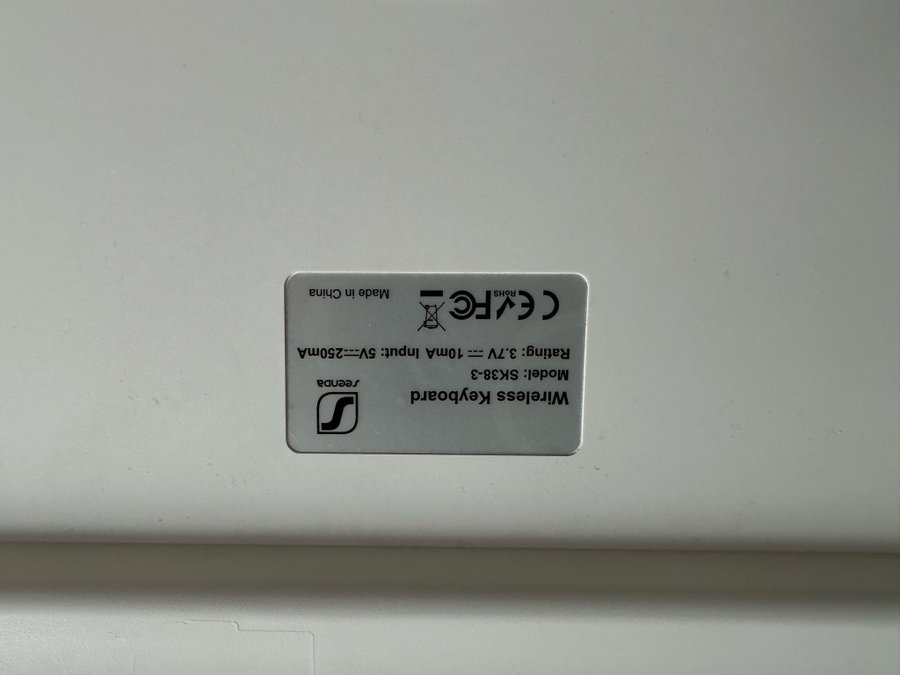 Wireless Keyboard
seenda
Model: SK38-3
Rating: 3.7V ⎓ 10mA Input: 5V⎓250mA
CE RoHS FC
Made in China